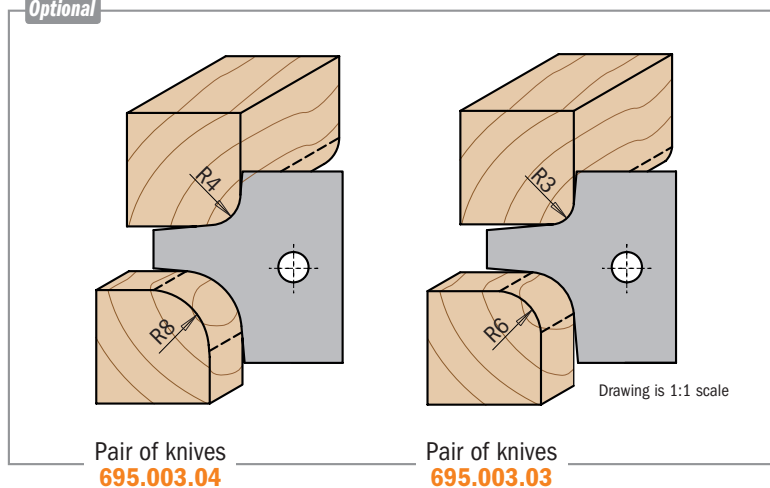 Optional
R4
R3
R8
R6
Drawing is 1:1 scale
Pair of knives
695.003.04
Pair of knives
695.003.03